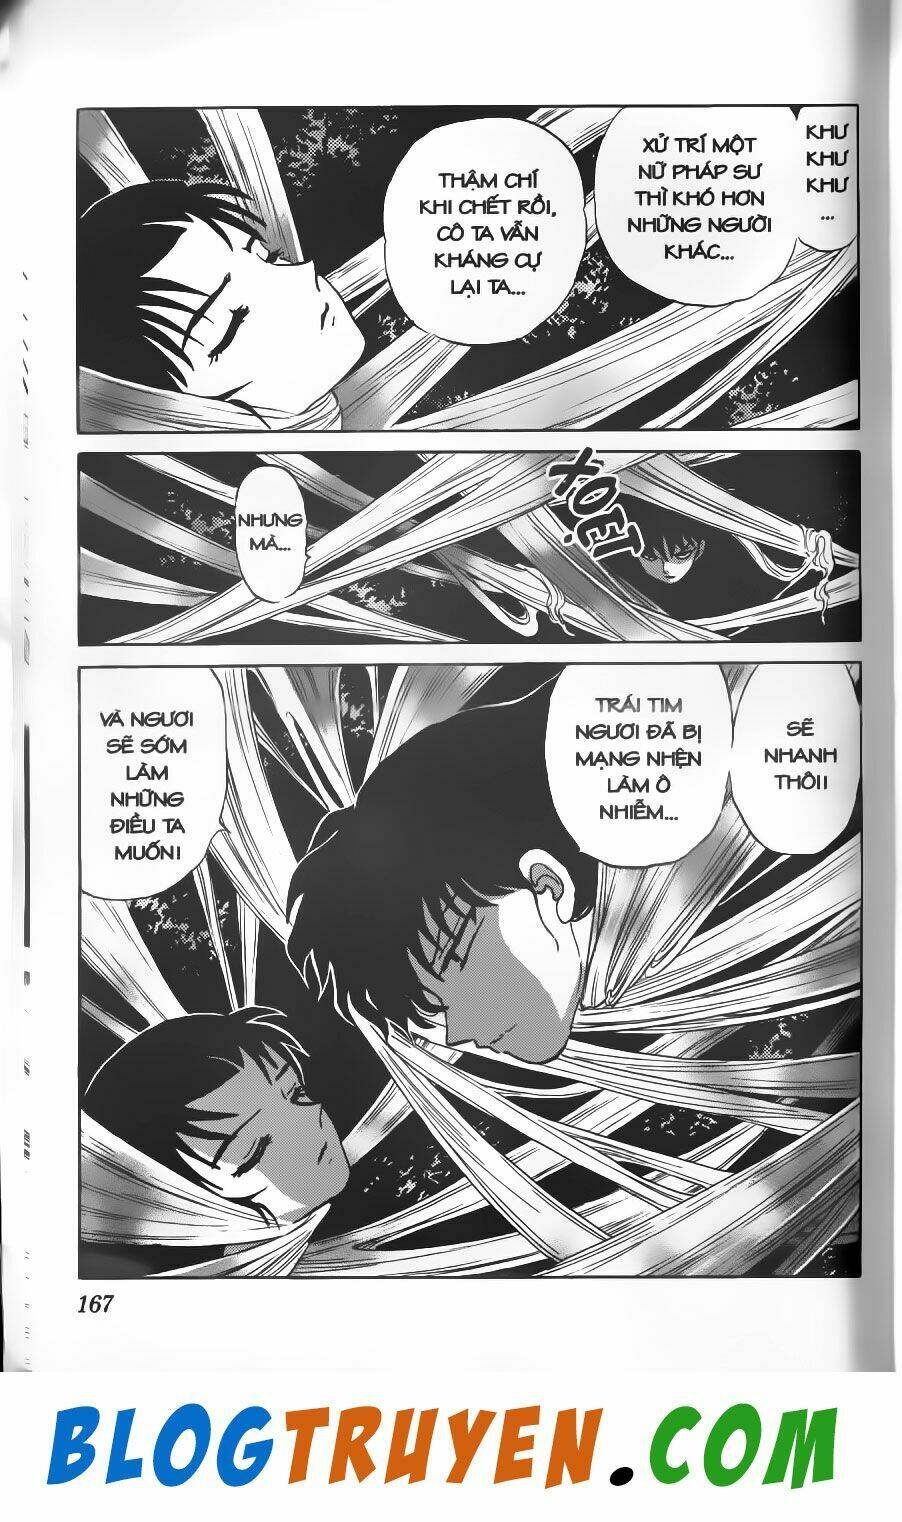 KHƯ
KHƯ
KHƯ
...
XỬ TRÍ MỘT
NỮ PHÁP SƯ
THÌ KHÓ HƠN
NHỮNG NGƯỜI
KHÁC...
THẬM CHÍ
KHI CHẾT RỒI,
CÔ TA VẪN
KHÁNG CỰ
LẠI TA...
XOẸT
NHƯNG
MÀ...
SẼ
NHANH
THÔI!
TRÁI TIM
NGƯƠI ĐÃ BỊ
MẠNG NHỆN
LÀM Ô
NHIỄM...
VÀ NGƯƠI
SẼ SỚM
LÀM
NHỮNG
ĐIỀU TA
MUỐN!
167
BLOGTRUYEN.COM